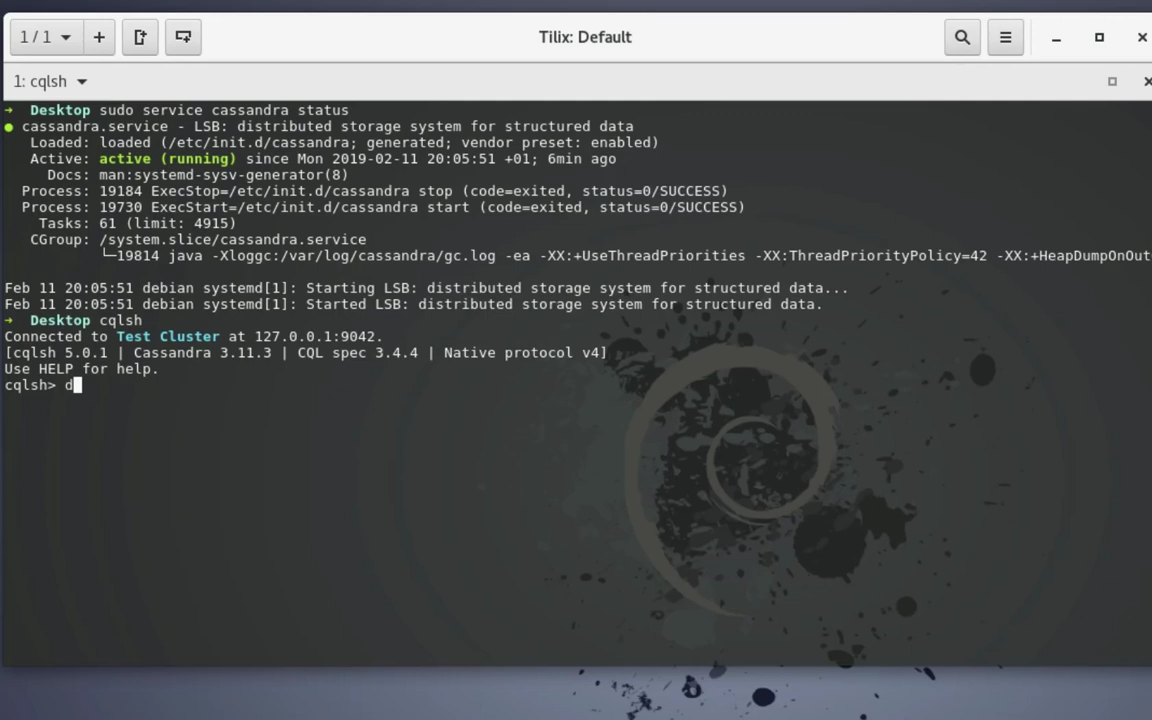 1 / 1
Tilix: Default
1: cqlsh
→ Desktop sudo service cassandra status
● cassandra.service - LSB: distributed storage system for structured data
Loaded: loaded (/etc/init.d/cassandra; generated; vendor preset: enabled)
Active: active (running) since Mon 2019-02-11 20:05:51 +01; 6min ago
Docs: man:systemd-sysv-generator(8)
Process: 19184 ExecStop=/etc/init.d/cassandra stop (code=exited, status=0/SUCCESS)
Process: 19730 ExecStart=/etc/init.d/cassandra start (code=exited, status=0/SUCCESS)
Tasks: 61 (limit: 4915)
CGroup: /system.slice/cassandra.service
└─19814 java -Xloggc:/var/log/cassandra/gc.log -ea -XX:+UseThreadPriorities -XX:ThreadPriorityPolicy=42 -XX:+HeapDumpOnOut
Feb 11 20:05:51 debian systemd[1]: Starting LSB: distributed storage system for structured data...
Feb 11 20:05:51 debian systemd[1]: Started LSB: distributed storage system for structured data.
→ Desktop cqlsh
Connected to Test Cluster at 127.0.0.1:9042.
[cqlsh 5.0.1 | Cassandra 3.11.3 | CQL spec 3.4.4 | Native protocol v4]
Use HELP for help.
cqlsh> d